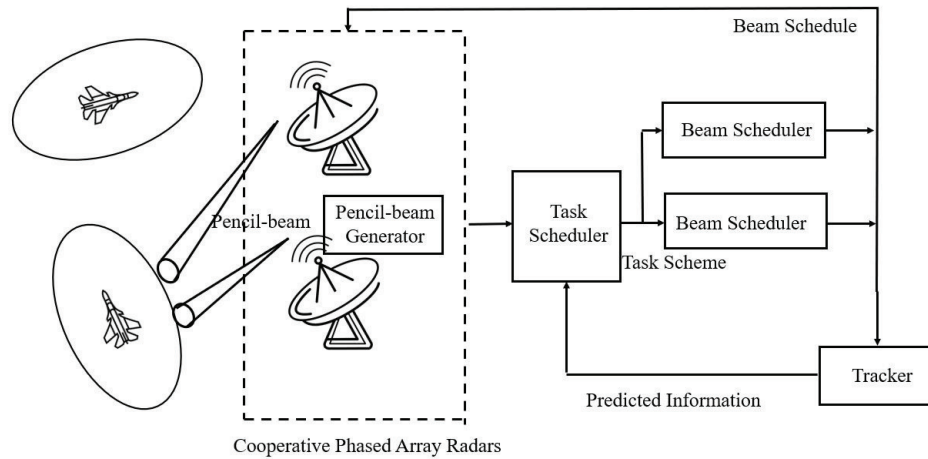 Beam Schedule
Beam Scheduler
Pencil-beam
Pencil-beam
Generator
Task
Scheduler
Beam Scheduler
Task Scheme
Tracker
Predicted Information
Cooperative Phased Array Radars